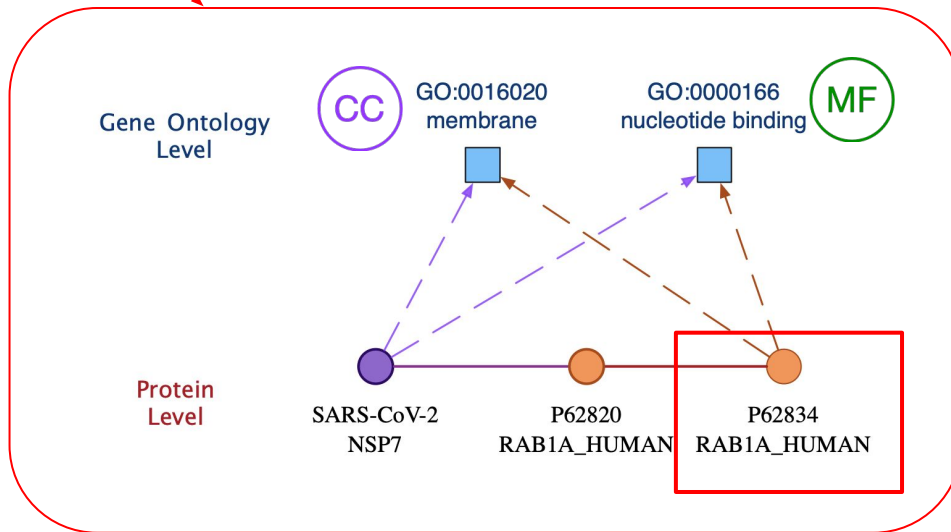 CC
GO:0016020
membrane
GO:0000166
nucleotide binding
MF
Gene Ontology
Level
Protein
Level
SARS-CoV-2
NSP7
P62820
RAB1A_HUMAN
P62834
RAB1A_HUMAN